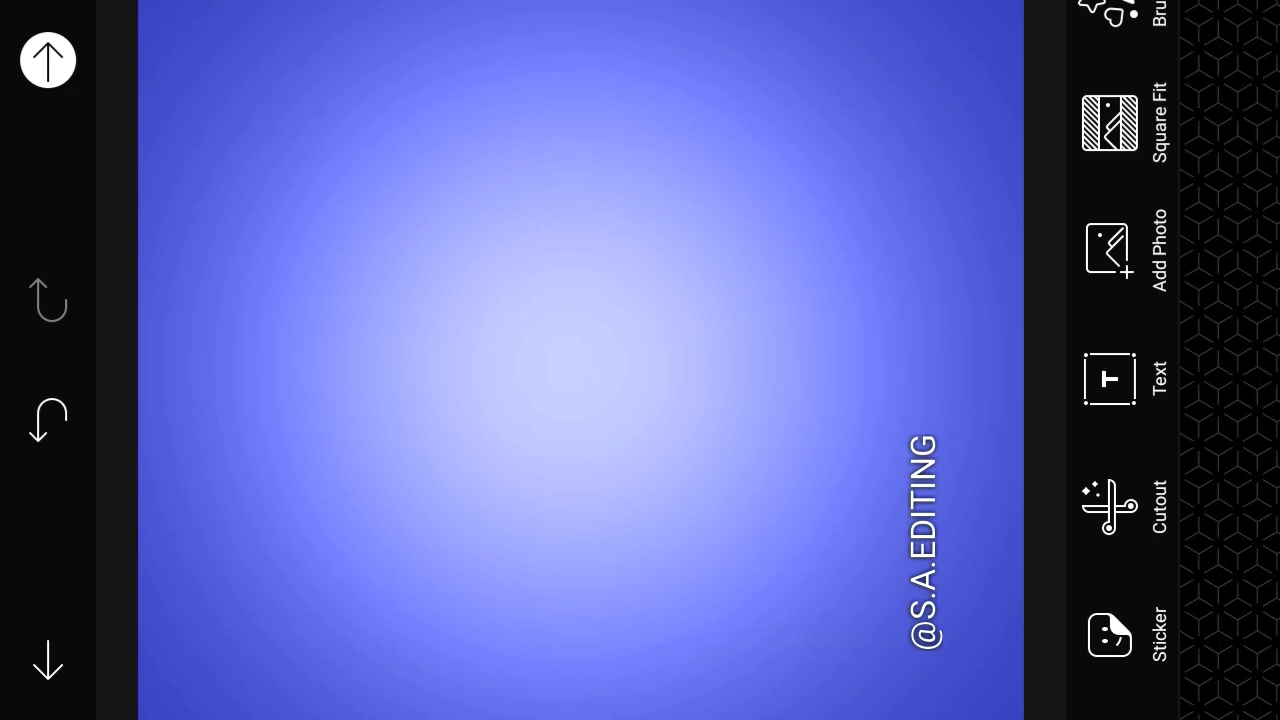 @S.A.EDITING
Sticker
Cutout
Text
Add Photo
Square Fit
Bru